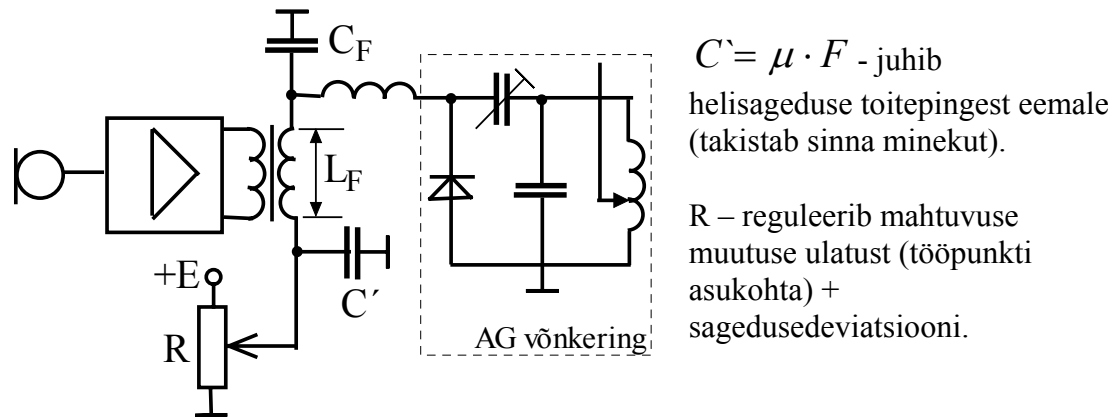 C_F
L_F
+E
C´
R
AG võnkering
C`= μ · F - juhib
helisageduse toitepingest eemale
(takistab sinna minekut).
R – reguleerib mahtuvuse
muutuse ulatust (tööpunkti
asukohta) +
sagedusedeviatsiooni.